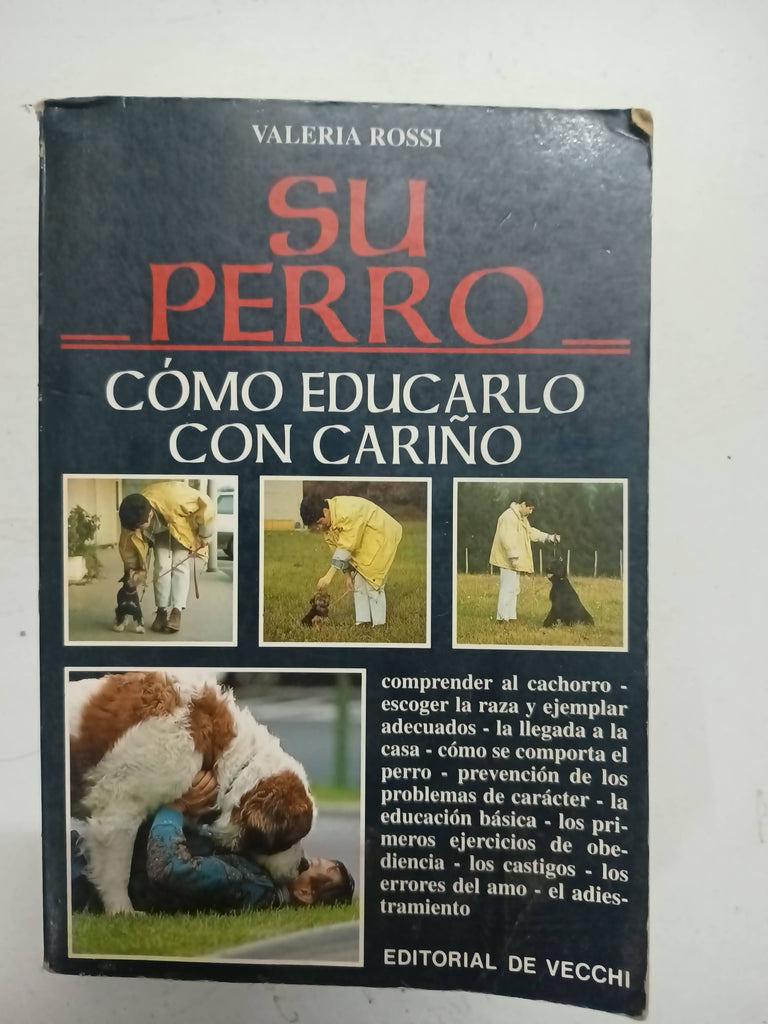 VALERIA ROSSI
SU
PERRO
CÓMO EDUCARLO
CON CARIÑO
comprender al cachorro -
escoger la raza y ejemplar
adecuados - la llegada a la
casa - cómo se comporta el
perro - prevención de los
problemas de carácter - la
educación básica - los pri-
meros ejercicios de obe-
diencia - los castigos - los
errores del amo - el adies-
tramiento
EDITORIAL DE VECCHI